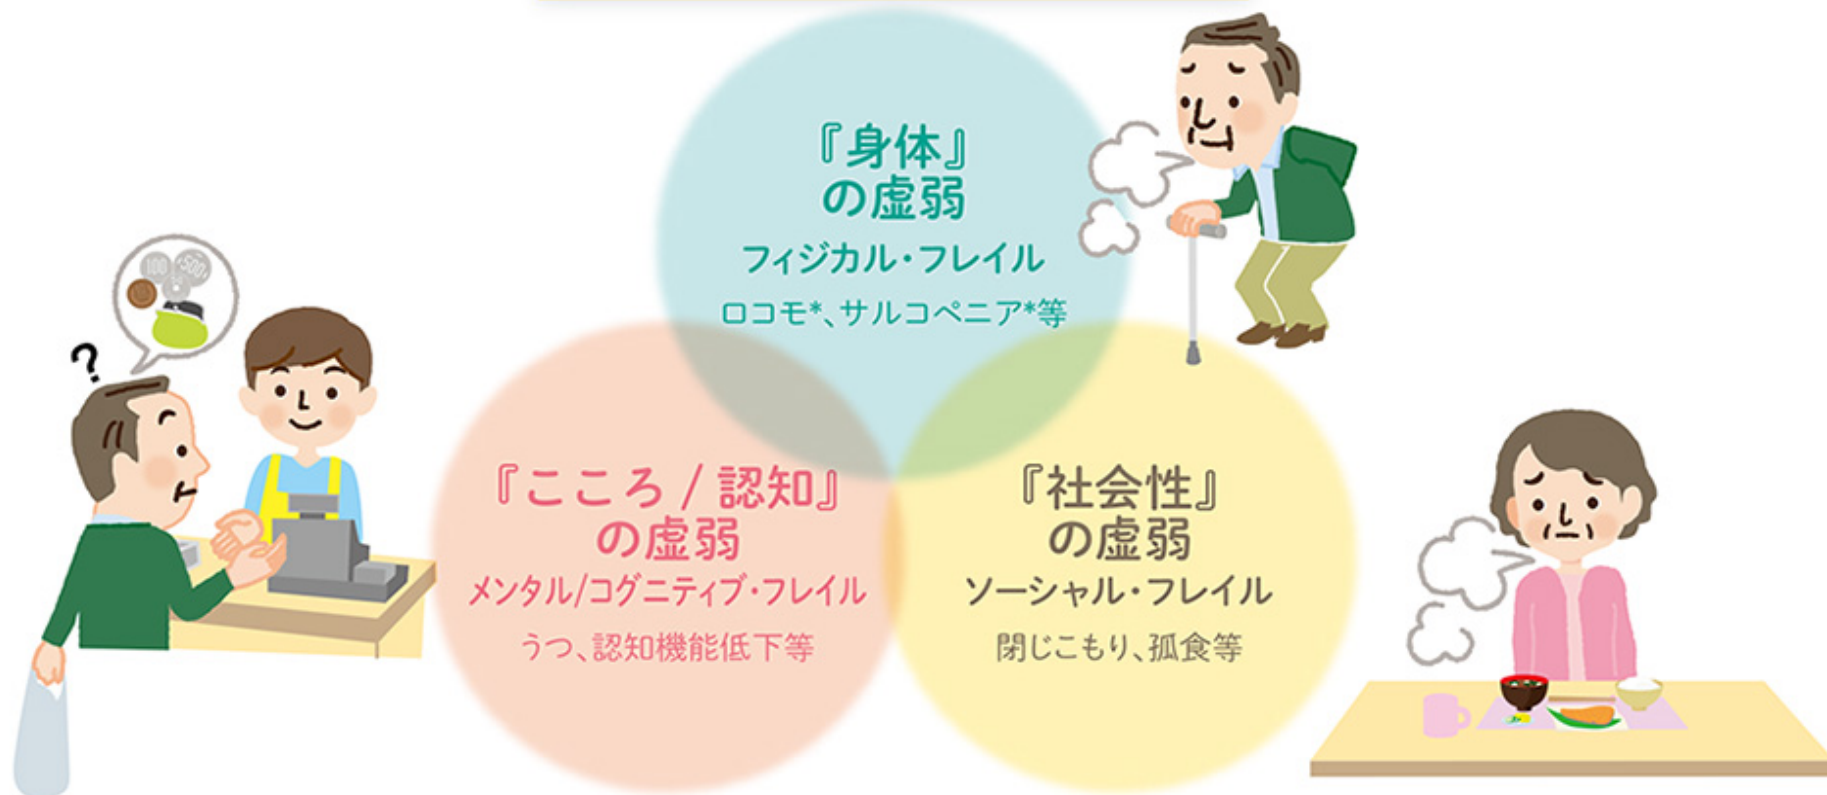 『身体』
の虚弱
フィジカル・フレイル
ロコモ*、サルコペニア*等
100
500
?
『こころ / 認知』
の虚弱
メンタル/コグニティブ・フレイル
うつ、認知機能低下等
『社会性』
の虚弱
ソーシャル・フレイル
閉じこもり、孤食等